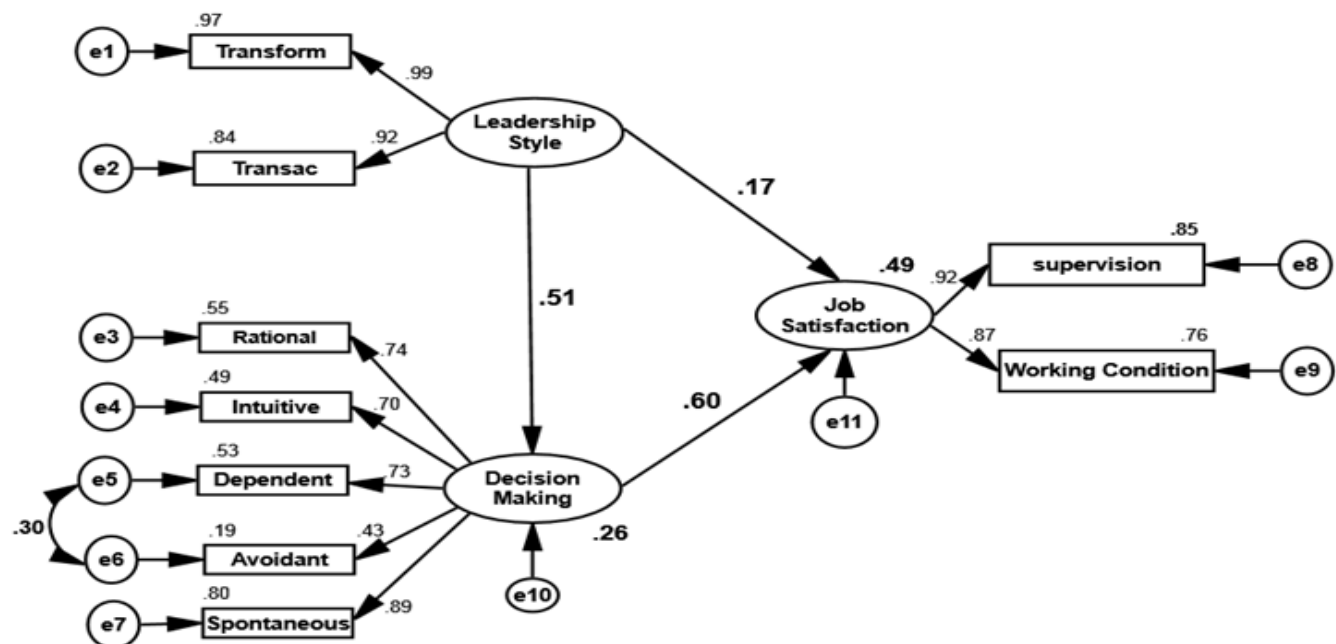 .97
e1
Transform
.99
Leadership
Style
.84
.92
e2
Transac
.17
.85
.49
supervision
e8
.92
.51
Job
Satisfaction
.55
e3
Rational
.74
.87
.76
Working Condition
e9
.49
e4
Intuitive
.70
.60
e11
.53
e5
Dependent
.73
Decision
Making
.30
.19
.43
.26
e6
Avoidant
.80
.89
e10
e7
Spontaneous